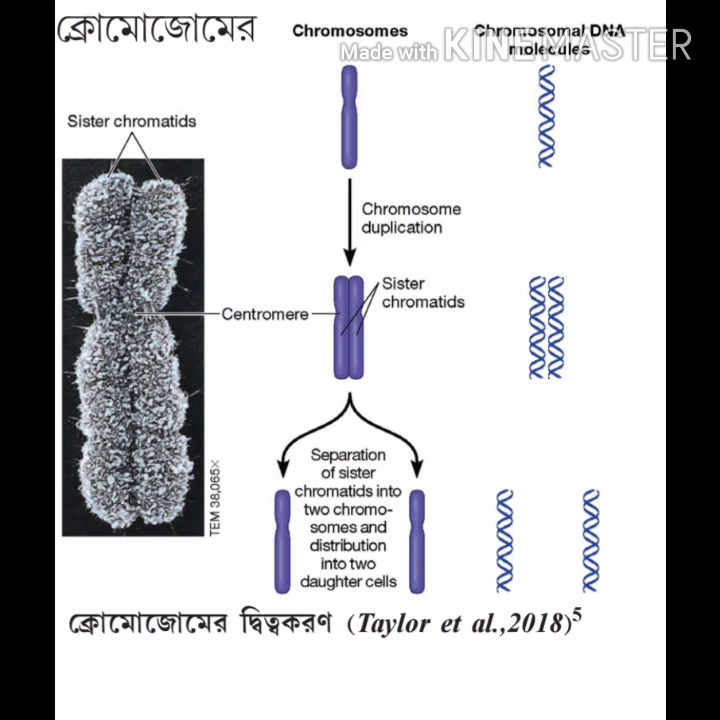 ক্রোমোজোমের
Chromosomes
Chromosomal DNA
molecules
Made with KINEMASTER
Sister chromatids
Chromosome
duplication
Sister
chromatids
Centromere
Separation
of sister
chromatids into
two chromo-
somes and
distribution
into two
daughter cells
TEM 38,065×
ক্রোমোজোমের দ্বিত্বকরণ (Taylor et al.,2018)5